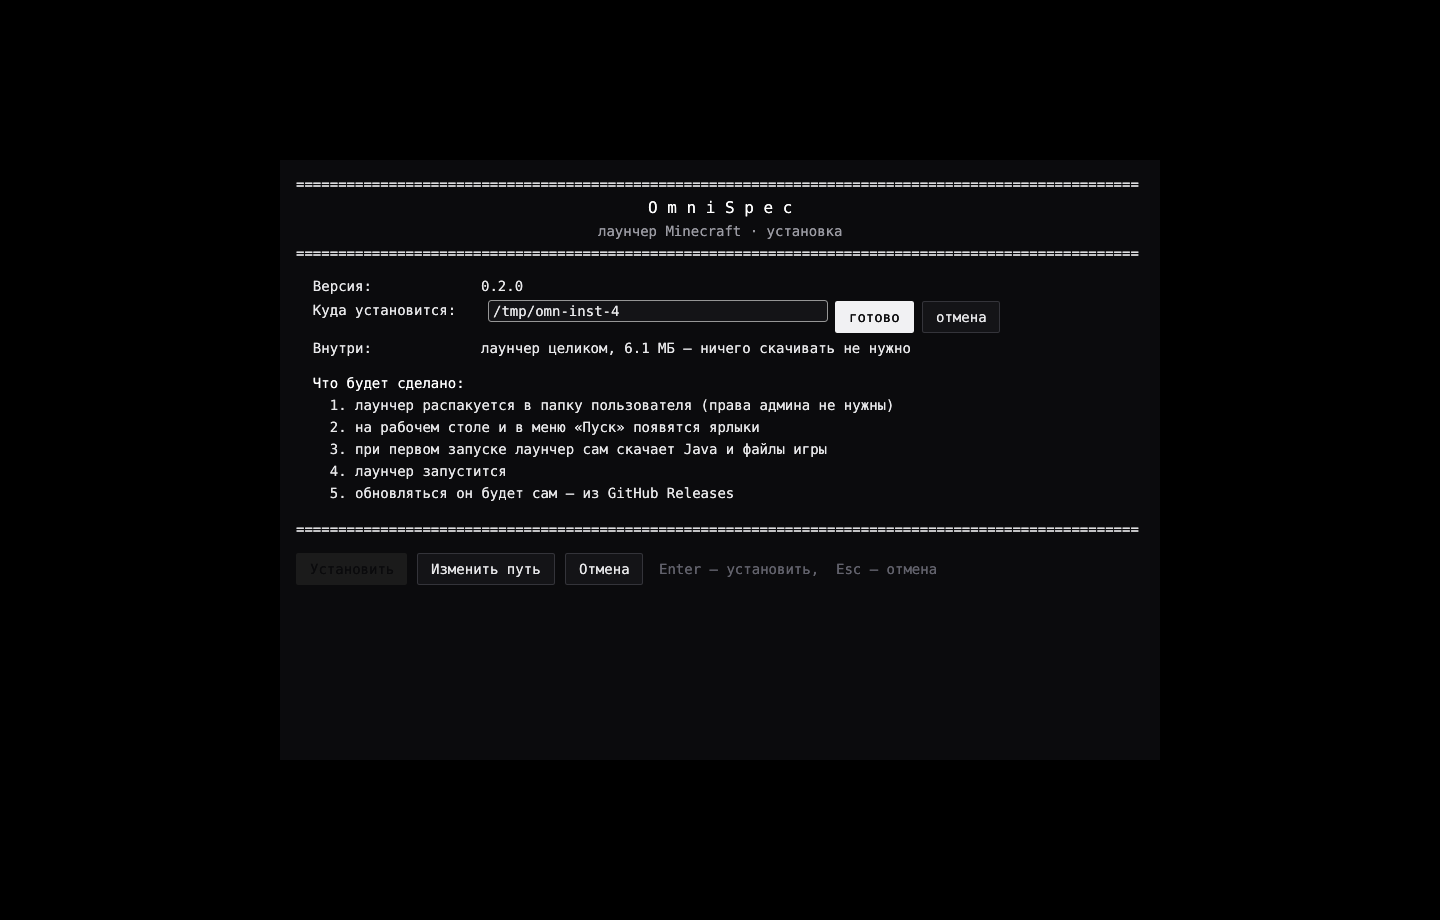 ====================================================================================================
O m n i S p e c
лаунчер Minecraft · установка
====================================================================================================
Версия: 0.2.0
Куда установится: /tmp/omn-inst-4 готово отмена
Внутри: лаунчер целиком, 6.1 МБ — ничего скачивать не нужно
Что будет сделано:
1. лаунчер распакуется в папку пользователя (права админа не нужны)
2. на рабочем столе и в меню «Пуск» появятся ярлыки
3. при первом запуске лаунчер сам скачает Java и файлы игры
4. лаунчер запустится
5. обновляться он будет сам — из GitHub Releases
====================================================================================================
Установить Изменить путь Отмена Enter — установить, Esc — отмена